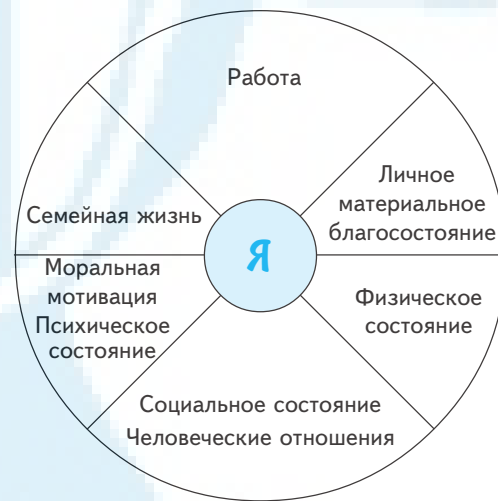 Работа
Личное
материальное
благосостояние
Семейная жизнь
Я
Моральная
мотивация
Психическое
состояние
Физическое
состояние
Социальное состояние
Человеческие отношения